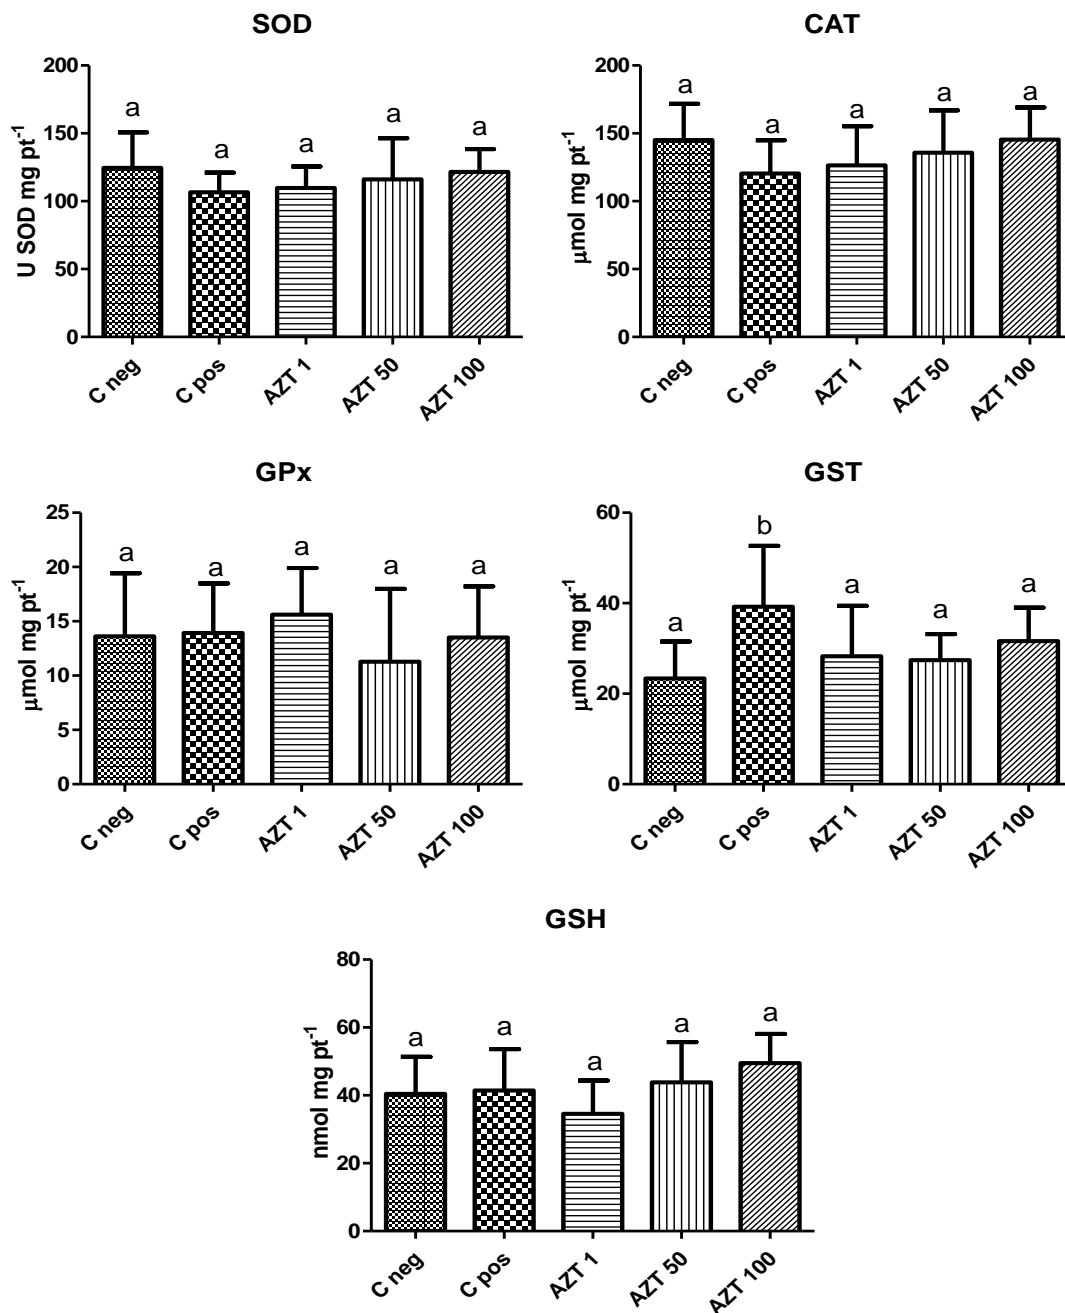 SOD
U SOD mg pt⁻¹
200
150
100
50
0
a a a a a
C neg C pos AZT 1 AZT 50 AZT 100
CAT
µmol mg pt⁻¹
200
150
100
50
0
a a a a a
C neg C pos AZT 1 AZT 50 AZT 100
GPx
µmol mg pt⁻¹
25
20
15
10
5
0
a a a a a
C neg C pos AZT 1 AZT 50 AZT 100
GST
µmol mg pt⁻¹
60
40
20
0
a b a a a
C neg C pos AZT 1 AZT 50 AZT 100
GSH
nmol mg pt⁻¹
80
60
40
20
0
a a a a a
C neg C pos AZT 1 AZT 50 AZT 100